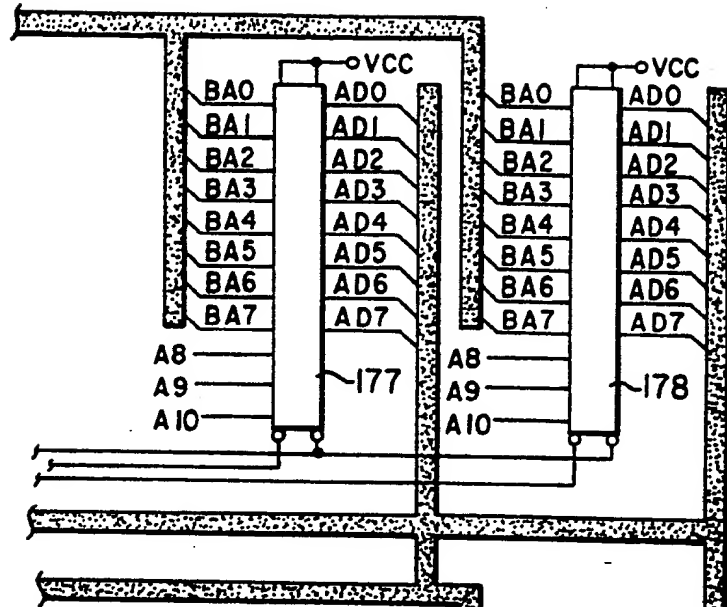 VCC
BA0 AD0
BA1 AD1
BA2 AD2
BA3 AD3
BA4 AD4
BA5 AD5
BA6 AD6
BA7 AD7
A8
A9
A10
177
VCC
BA0 AD0
BA1 AD1
BA2 AD2
BA3 AD3
BA4 AD4
BA5 AD5
BA6 AD6
BA7 AD7
A8
A9
A10
178